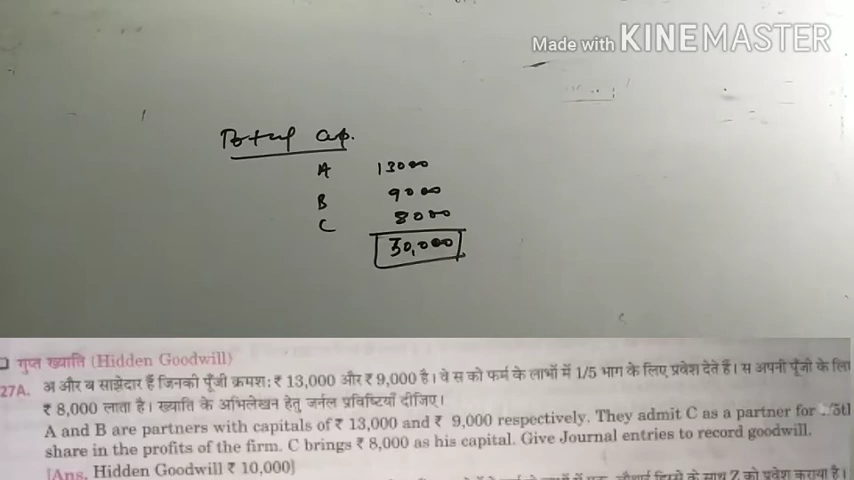 Made with KINEMASTER
Total Cap.
A 13000
B 9000
C 8000
30,000
गुप्त ख्याति (Hidden Goodwill)
27A. अ और ब साझेदार हैं जिनकी पूँजी क्रमशः ₹ 13,000 और ₹ 9,000 है। वे स को फर्म के लाभों में 1/5 भाग के लिए प्रवेश देते हैं। स अपनी पूँजी के लि
₹ 8,000 लाता है। ख्याति के अभिलेखन हेतु जर्नल प्रविष्टियाँ दीजिए।
A and B are partners with capitals of ₹ 13,000 and ₹ 9,000 respectively. They admit C as a partner for /5tl
share in the profits of the firm. C brings ₹ 8,000 as his capital. Give Journal entries to record goodwill.
[Ans. Hidden Goodwill ₹ 10,000]
के साथ Z को प्रवेश कराया है।